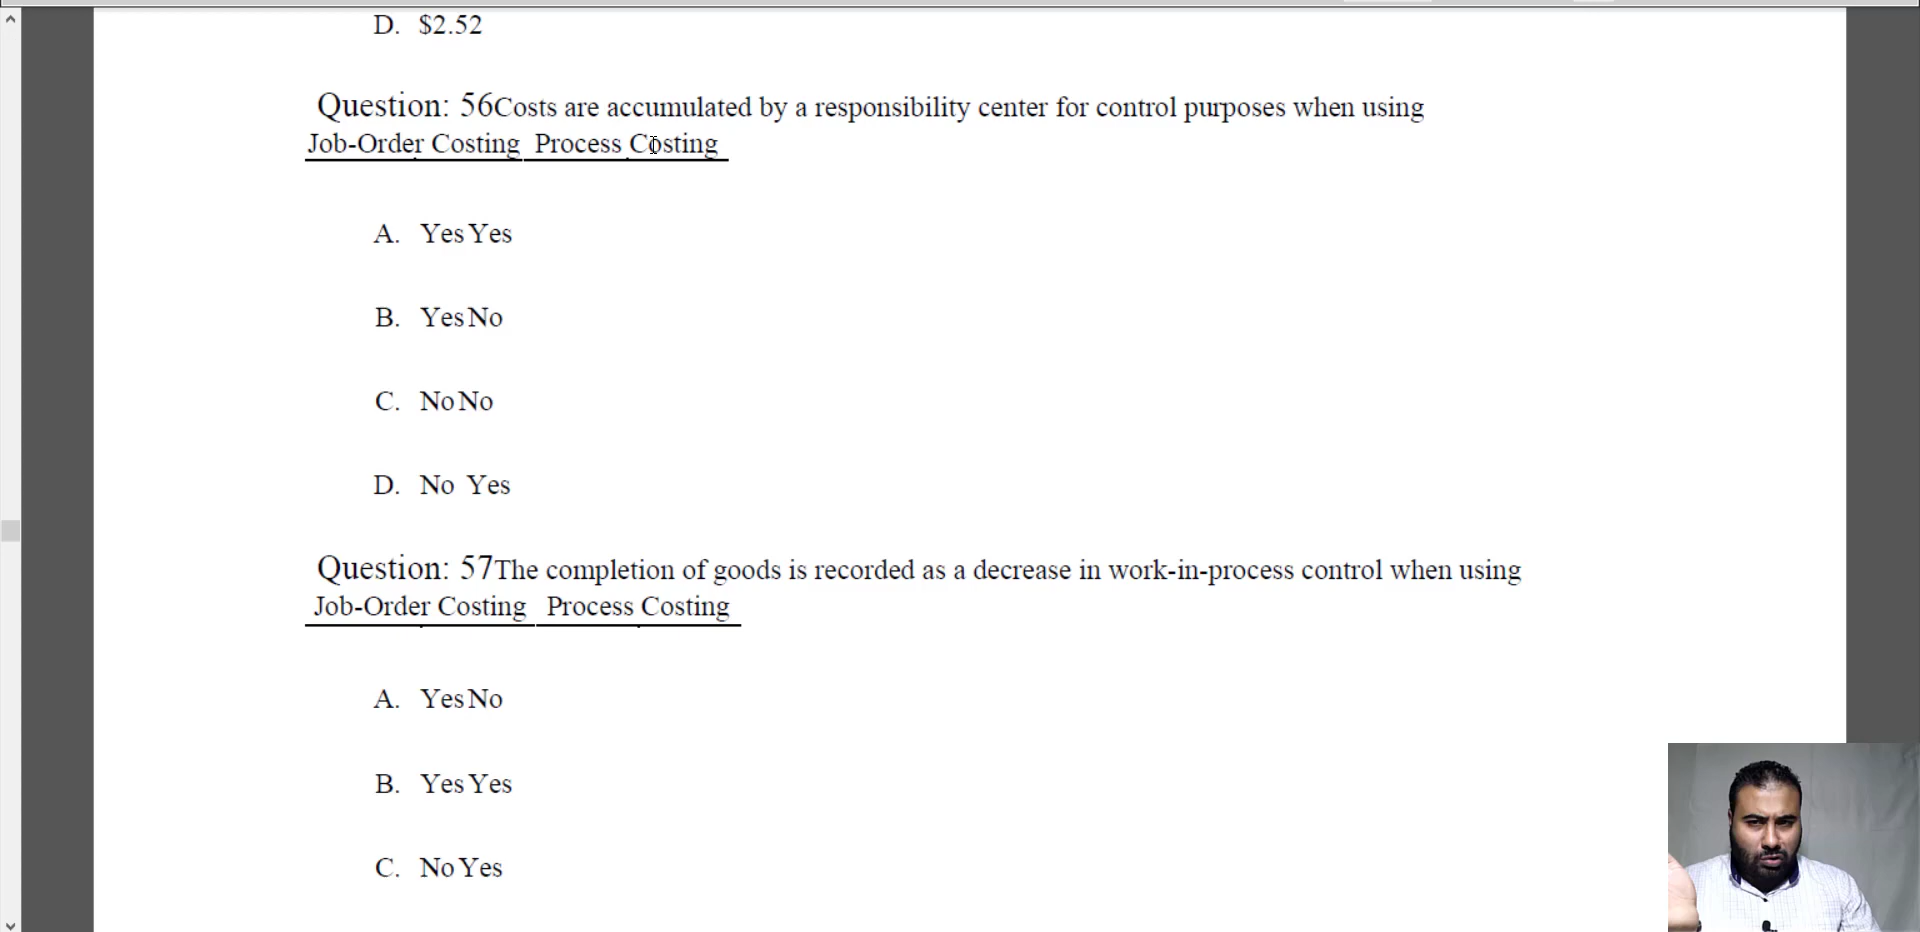 D. $2.52
Question: 56Costs are accumulated by a responsibility center for control purposes when using
Job-Order Costing Process Costing
A. Yes Yes
B. Yes No
C. No No
D. No Yes
Question: 57The completion of goods is recorded as a decrease in work-in-process control when using
Job-Order Costing Process Costing
A. Yes No
B. Yes Yes
C. No Yes